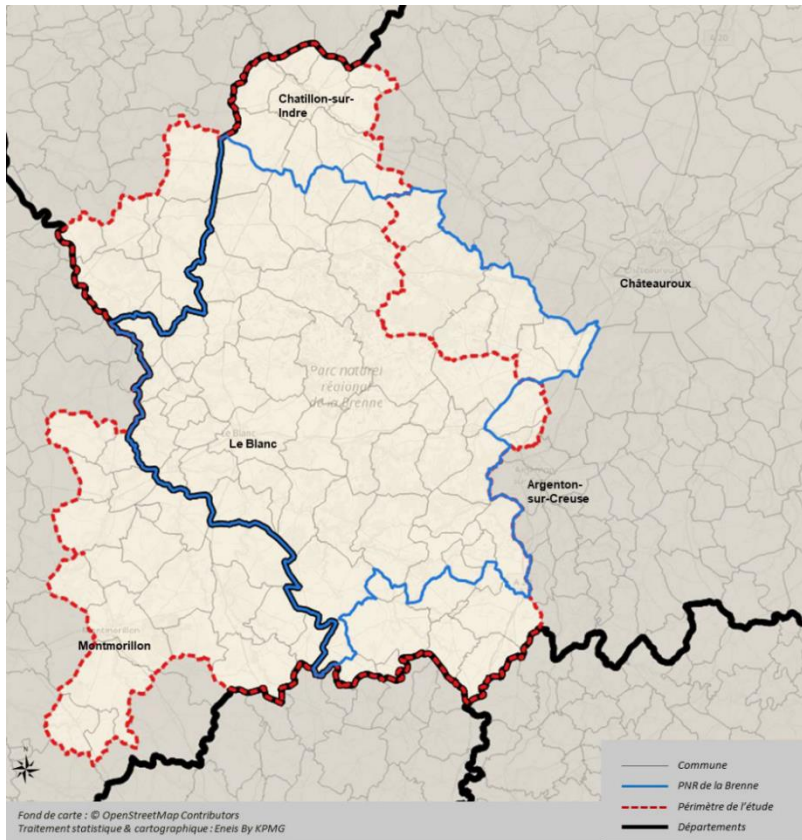 Chatillon-sur-
Indre
Châteauroux
Parc naturel
régional
de la Brenne
Le Blanc
Argenton-
sur-Creuse
Montmorillon
N
Commune
PNR de la Brenne
Périmètre de l'étude
Départements
Fond de carte : © OpenStreetMap Contributors
Traitement statistique & cartographique : Eneis By KPMG